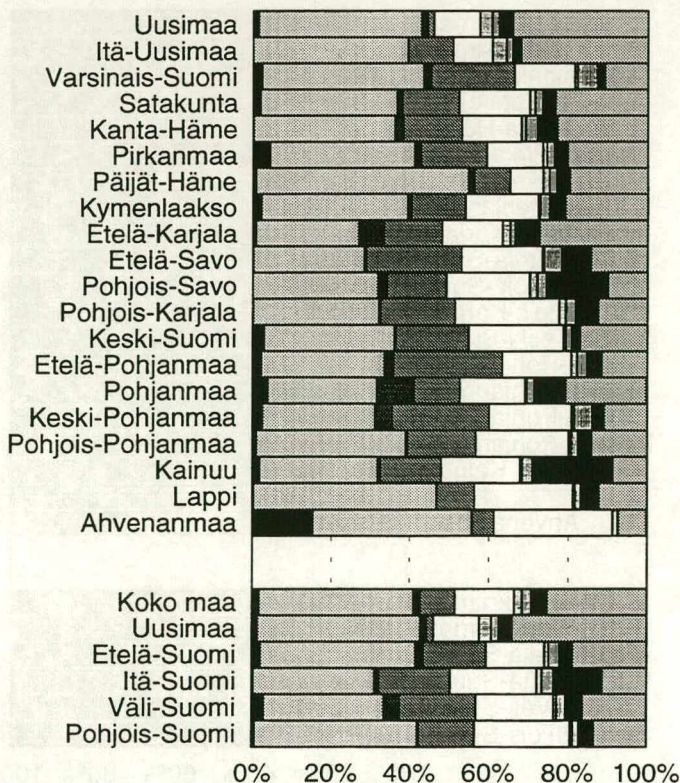 Uusimaa
Itä-Uusimaa
Varsinais-Suomi
Satakunta
Kanta-Häme
Pirkanmaa
Päijät-Häme
Kymenlaakso
Etelä-Karjala
Etelä-Savo
Pohjois-Savo
Pohjois-Karjala
Keski-Suomi
Etelä-Pohjanmaa
Pohjanmaa
Keski-Pohjanmaa
Pohjois-Pohjanmaa
Kainuu
Lappi
Ahvenanmaa
Koko maa
Uusimaa
Etelä-Suomi
Itä-Suomi
Väli-Suomi
Pohjois-Suomi
0% 20% 40% 60% 80% 100%